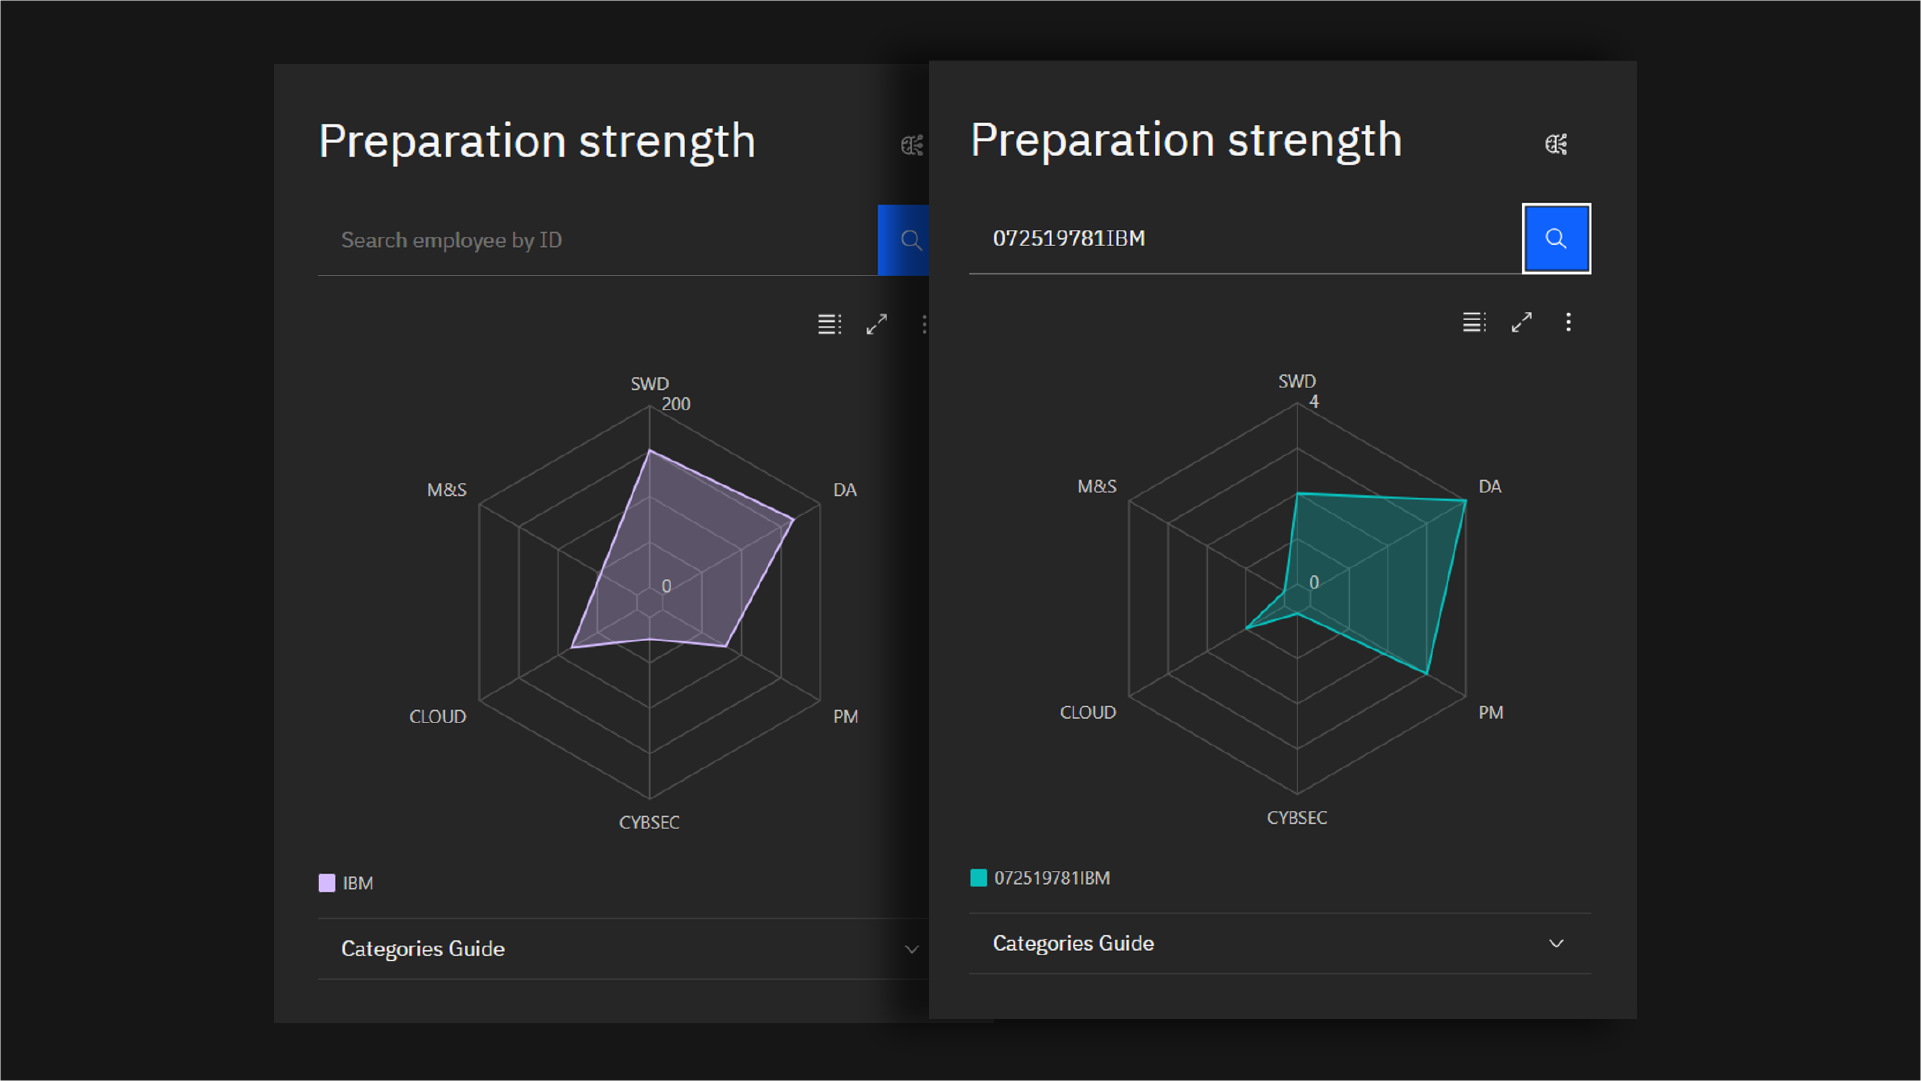 Preparation strength
Search employee by ID
SWD
200
M&S
DA
0
CLOUD
PM
CYBSEC
IBM
Categories Guide
Preparation strength
072519781IBM
SWD
4
M&S
DA
0
CLOUD
PM
CYBSEC
072519781IBM
Categories Guide